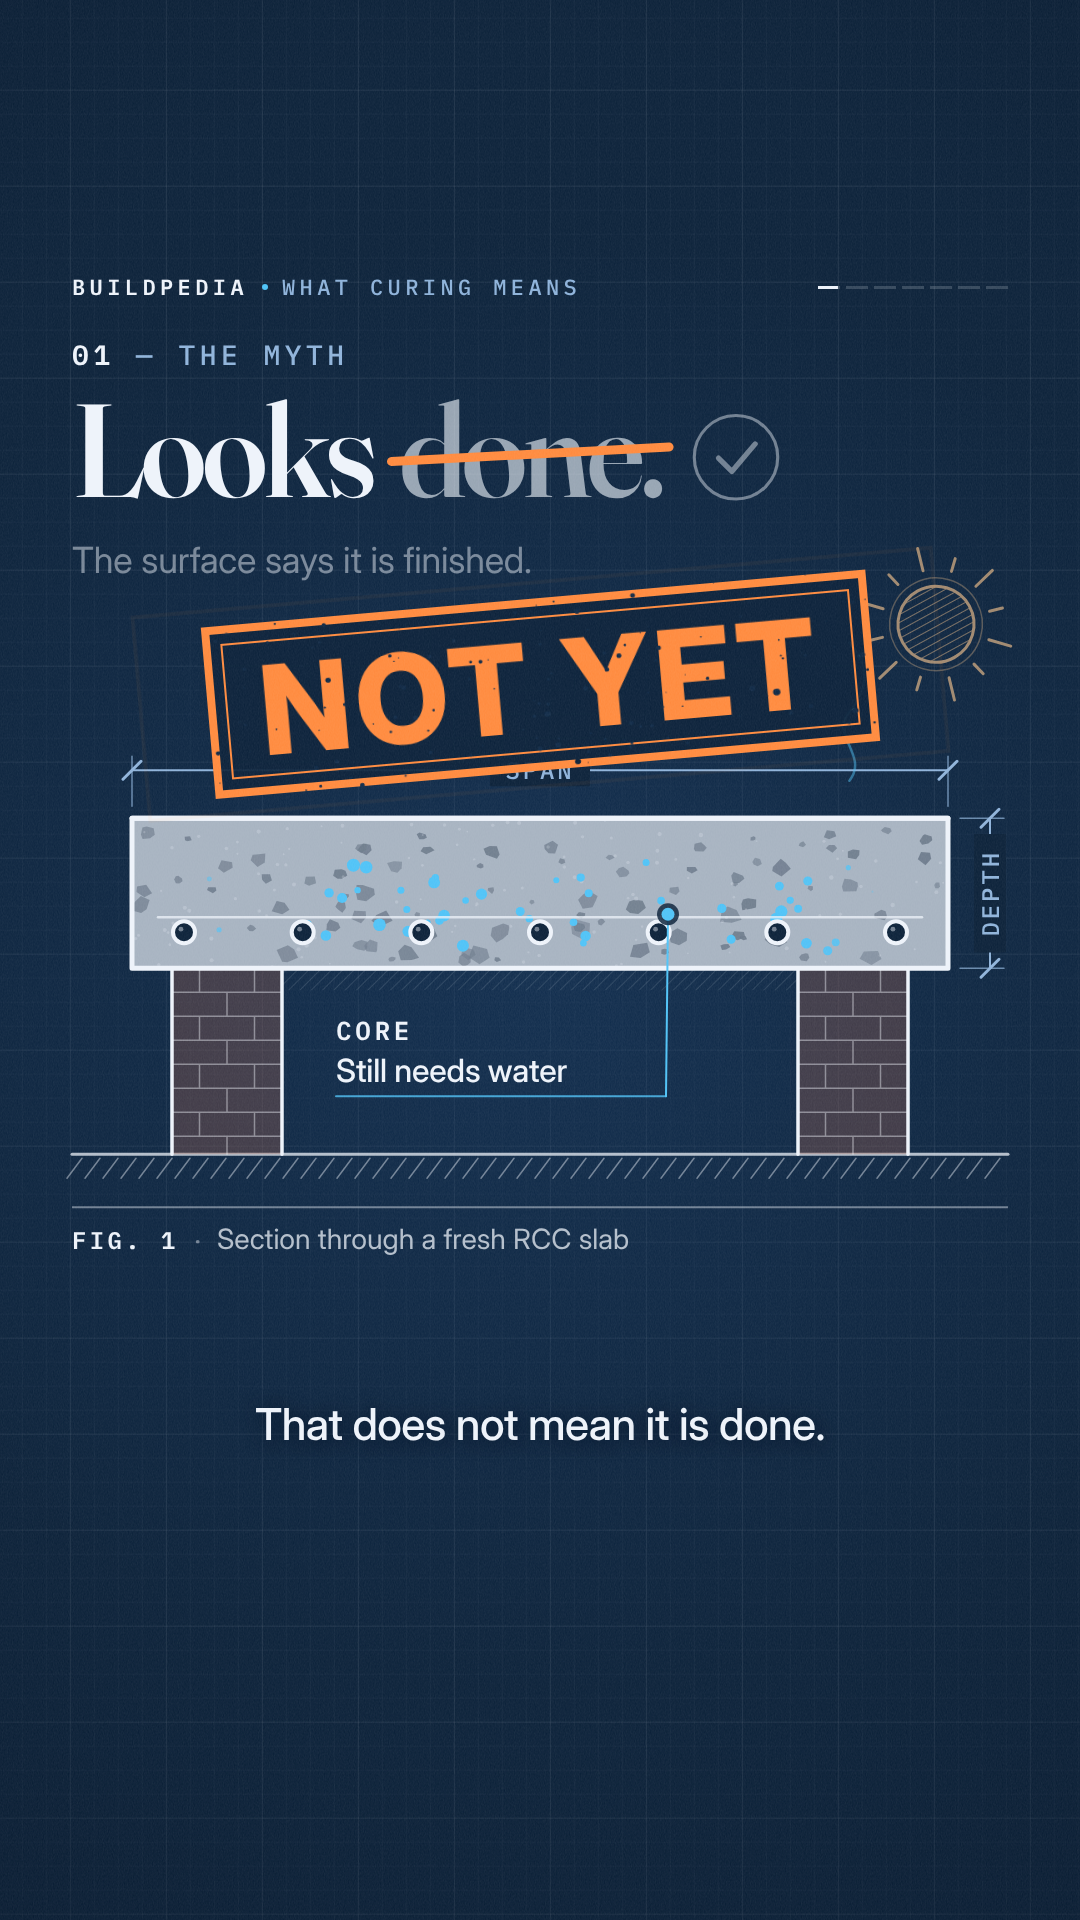 BUILDPEDIA • WHAT CURING MEANS
01 — THE MYTH
Looks done.
The surface says it is finished.
NOT YET
SPAN
DEPTH
CORE
Still needs water
FIG. 1 · Section through a fresh RCC slab
That does not mean it is done.